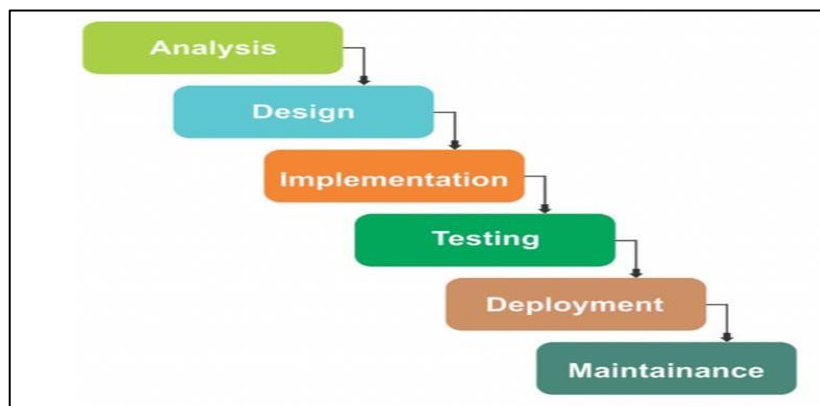 Analysis
Design
Implementation
Testing
Deployment
Maintainance